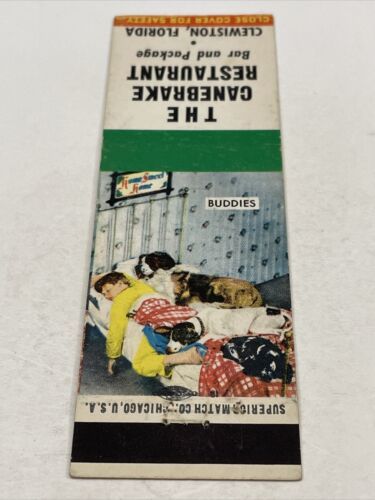 CLOSE COVER FOR SAFETY
THE
CANEBRAKE
RESTAURANT
Bar and Package
•
CLEWISTON, FLORIDA
Home Sweet
Home
BUDDIES
SUPERIOR MATCH CO. CHICAGO, U.S.A.